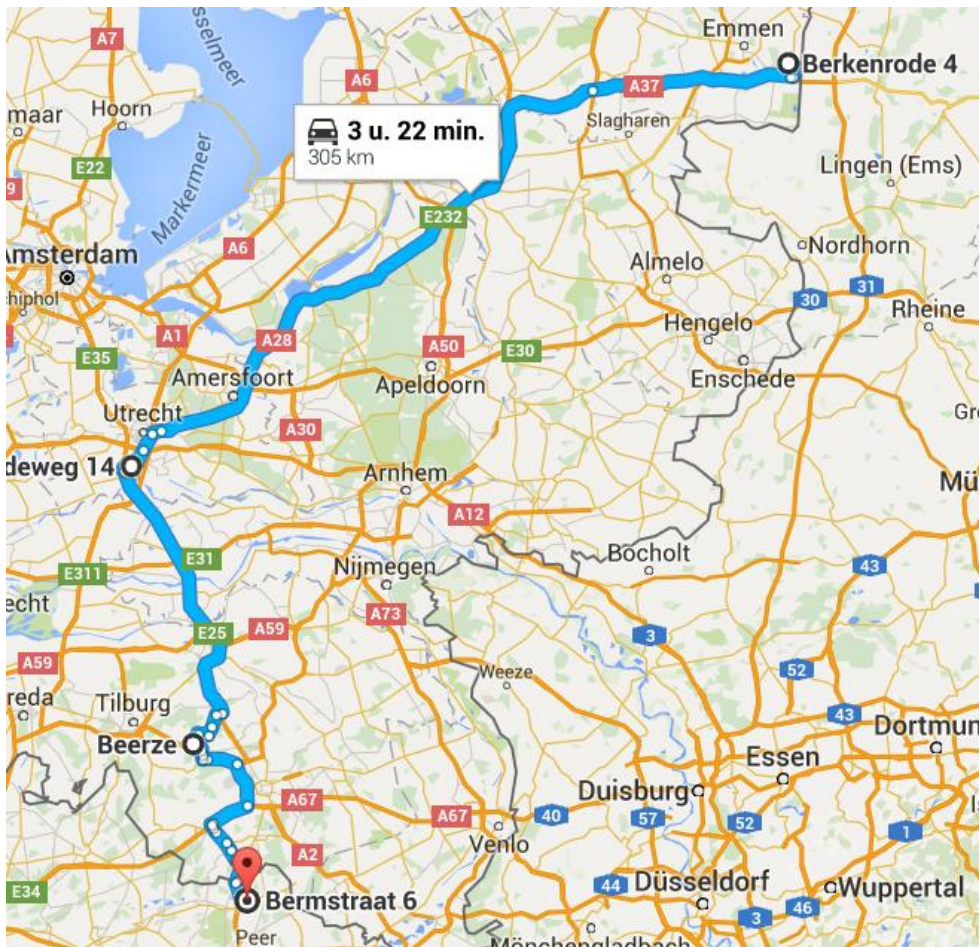 A7
sselmeer
Emmen
Berkenrode 4
A6
A37
maar
Hoorn
3 u. 22 min.
305 km
Slagharen
E22
Markermeer
Lingen (Ems)
E232
A6
Nordhorn
Amsterdam
Almelo
chiphol
30
31
Rheine
A1
A28
Hengelo
E35
A50
E30
Enschede
Amersfoort
Apeldoorn
Utrecht
A30
deweg 14
Arnhem
Mü
A12
Bocholt
E31
43
E311
Nijmegen
echt
A73
E25
A59
3
A59
Weeze
52
reda
Tilburg
43
Dortmun
Beerze
Essen
Duisburg
A67
A67
40
57
52
1
Venlo
A2
E34
44
Düsseldorf
Wuppertal
Bermstraat 6
3
46
Peer
Mönchengladbach